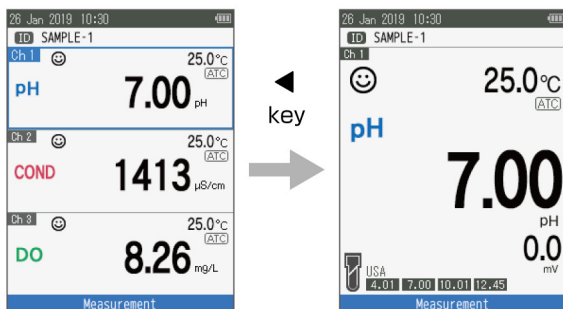 26 Jan 2019 10:30
ID SAMPLE-1
Ch 1
25.0°C
ATC
pH
7.00 pH
Ch 2
25.0°C
ATC
COND
1413 µS/cm
Ch 3
25.0°C
ATC
DO
8.26 mg/L
Measurement
◀
key
26 Jan 2019 10:30
ID SAMPLE-1
Ch 1
25.0°C
ATC
pH
7.00
pH
0.0
mV
USA
4.01 7.00 10.01 12.45
Measurement